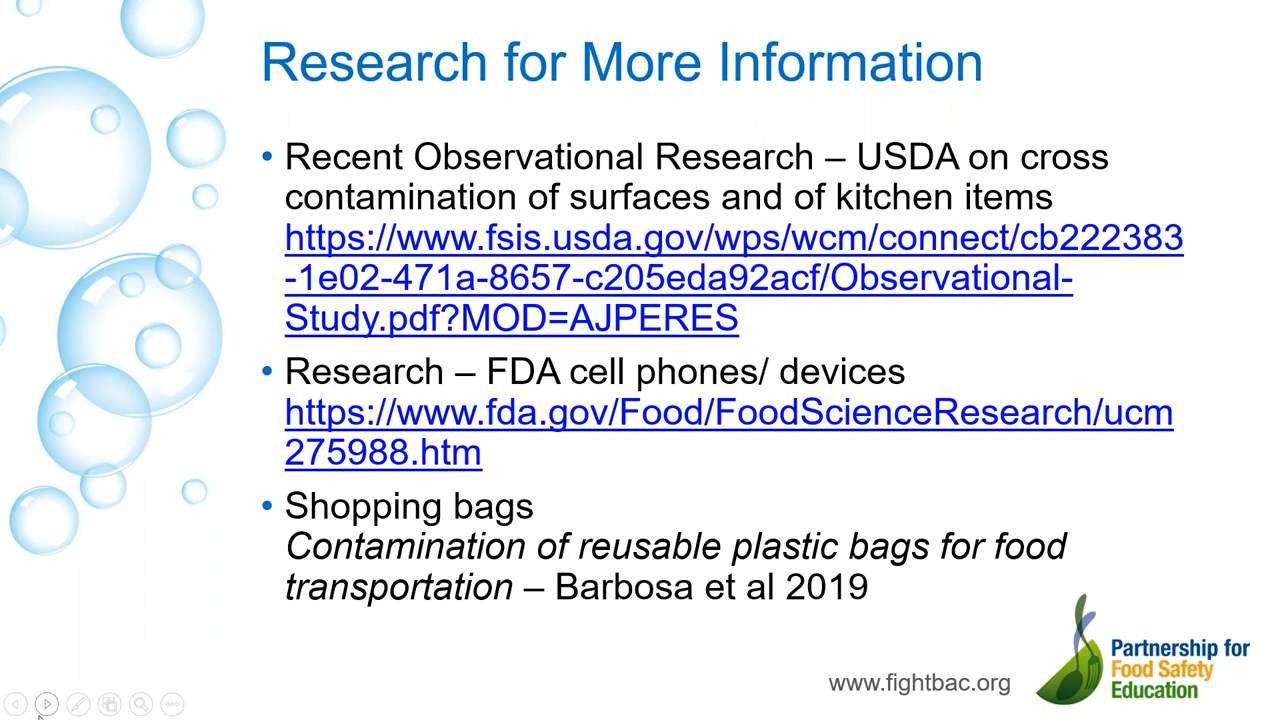 Research for More Information
• Recent Observational Research – USDA on cross
contamination of surfaces and of kitchen items
https://www.fsis.usda.gov/wps/wcm/connect/cb222383
-1e02-471a-8657-c205eda92acf/Observational-
Study.pdf?MOD=AJPERES
• Research – FDA cell phones/ devices
https://www.fda.gov/Food/FoodScienceResearch/ucm
275988.htm
• Shopping bags
Contamination of reusable plastic bags for food
transportation – Barbosa et al 2019
www.fightbac.org
Partnership for
Food Safety
Education